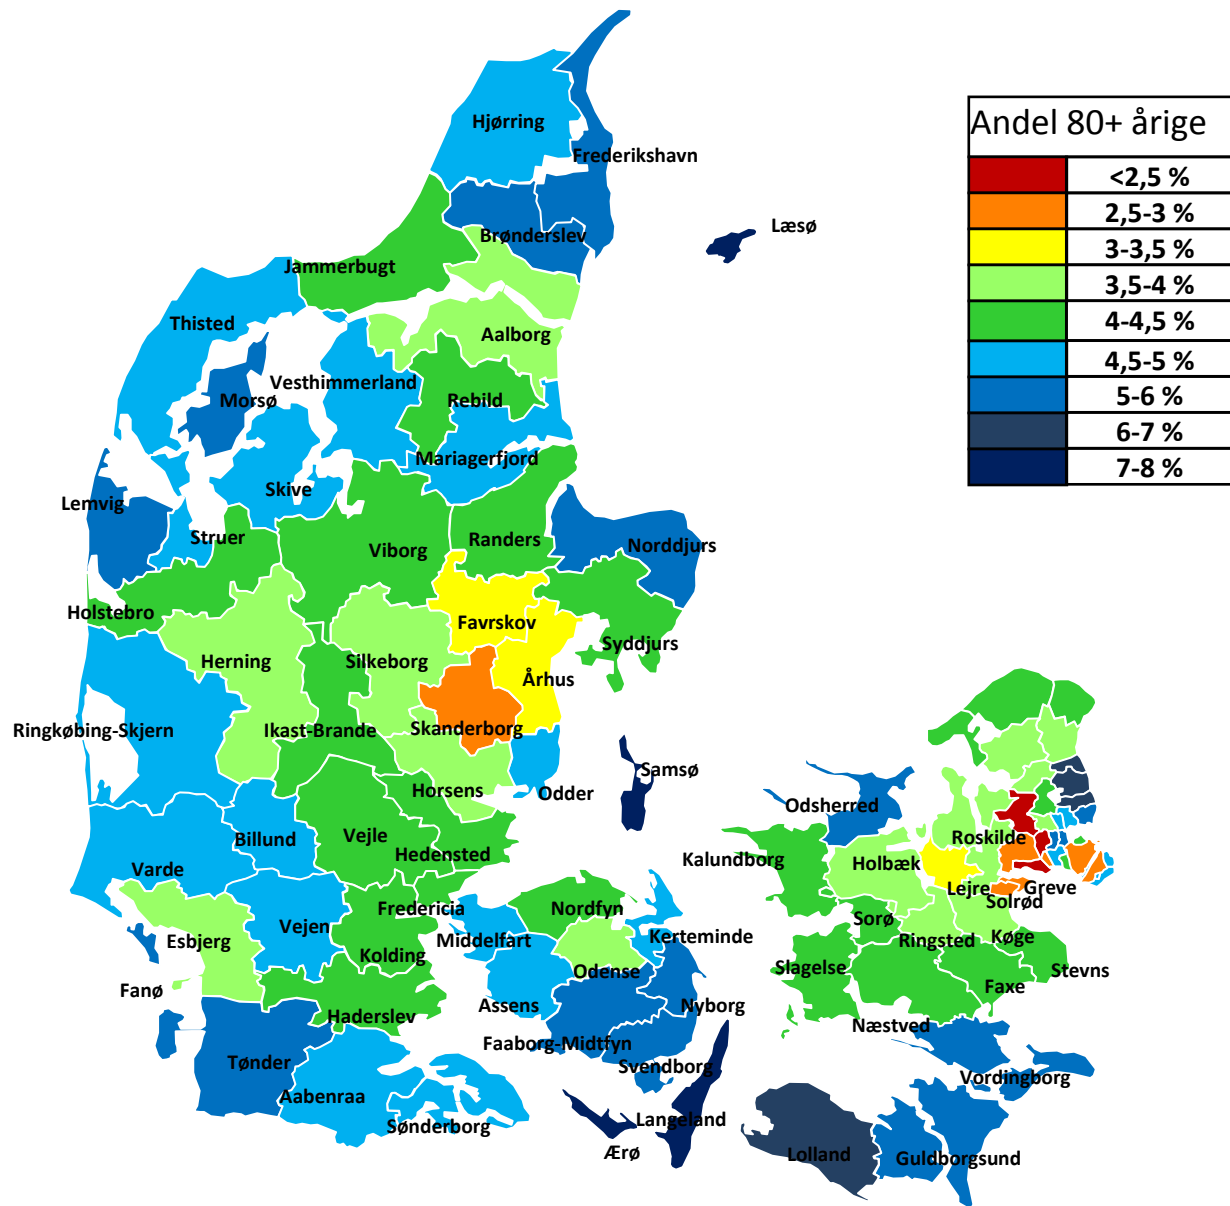 Andel 80+ årige
<2,5 %
2,5-3 %
3-3,5 %
3,5-4 %
4-4,5 %
4,5-5 %
5-6 %
6-7 %
7-8 %
Hjørring
Frederikshavn
Læsø
Brønderslev
Jammerbugt
Thisted
Aalborg
Vesthimmerland
Morsø
Rebild
Mariagerfjord
Skive
Lemvig
Struer
Viborg
Randers
Norddjurs
Holstebro
Favrskov
Syddjurs
Herning
Silkeborg
Århus
Ringkøbing-Skjern
Ikast-Brande
Skanderborg
Samsø
Horsens
Odder
Odsherred
Billund
Vejle
Hedensted
Roskilde
Kalundborg
Holbæk
Varde
Lejre
Greve
Solrød
Fredericia
Nordfyn
Sorø
Vejen
Esbjerg
Middelfart
Kerteminde
Ringsted
Køge
Kolding
Odense
Slagelse
Stevns
Fanø
Faxe
Assens
Nyborg
Haderslev
Næstved
Faaborg-Midtfyn
Tønder
Svendborg
Vordingborg
Aabenraa
Langeland
Sønderborg
Ærø
Lolland
Guldborgsund